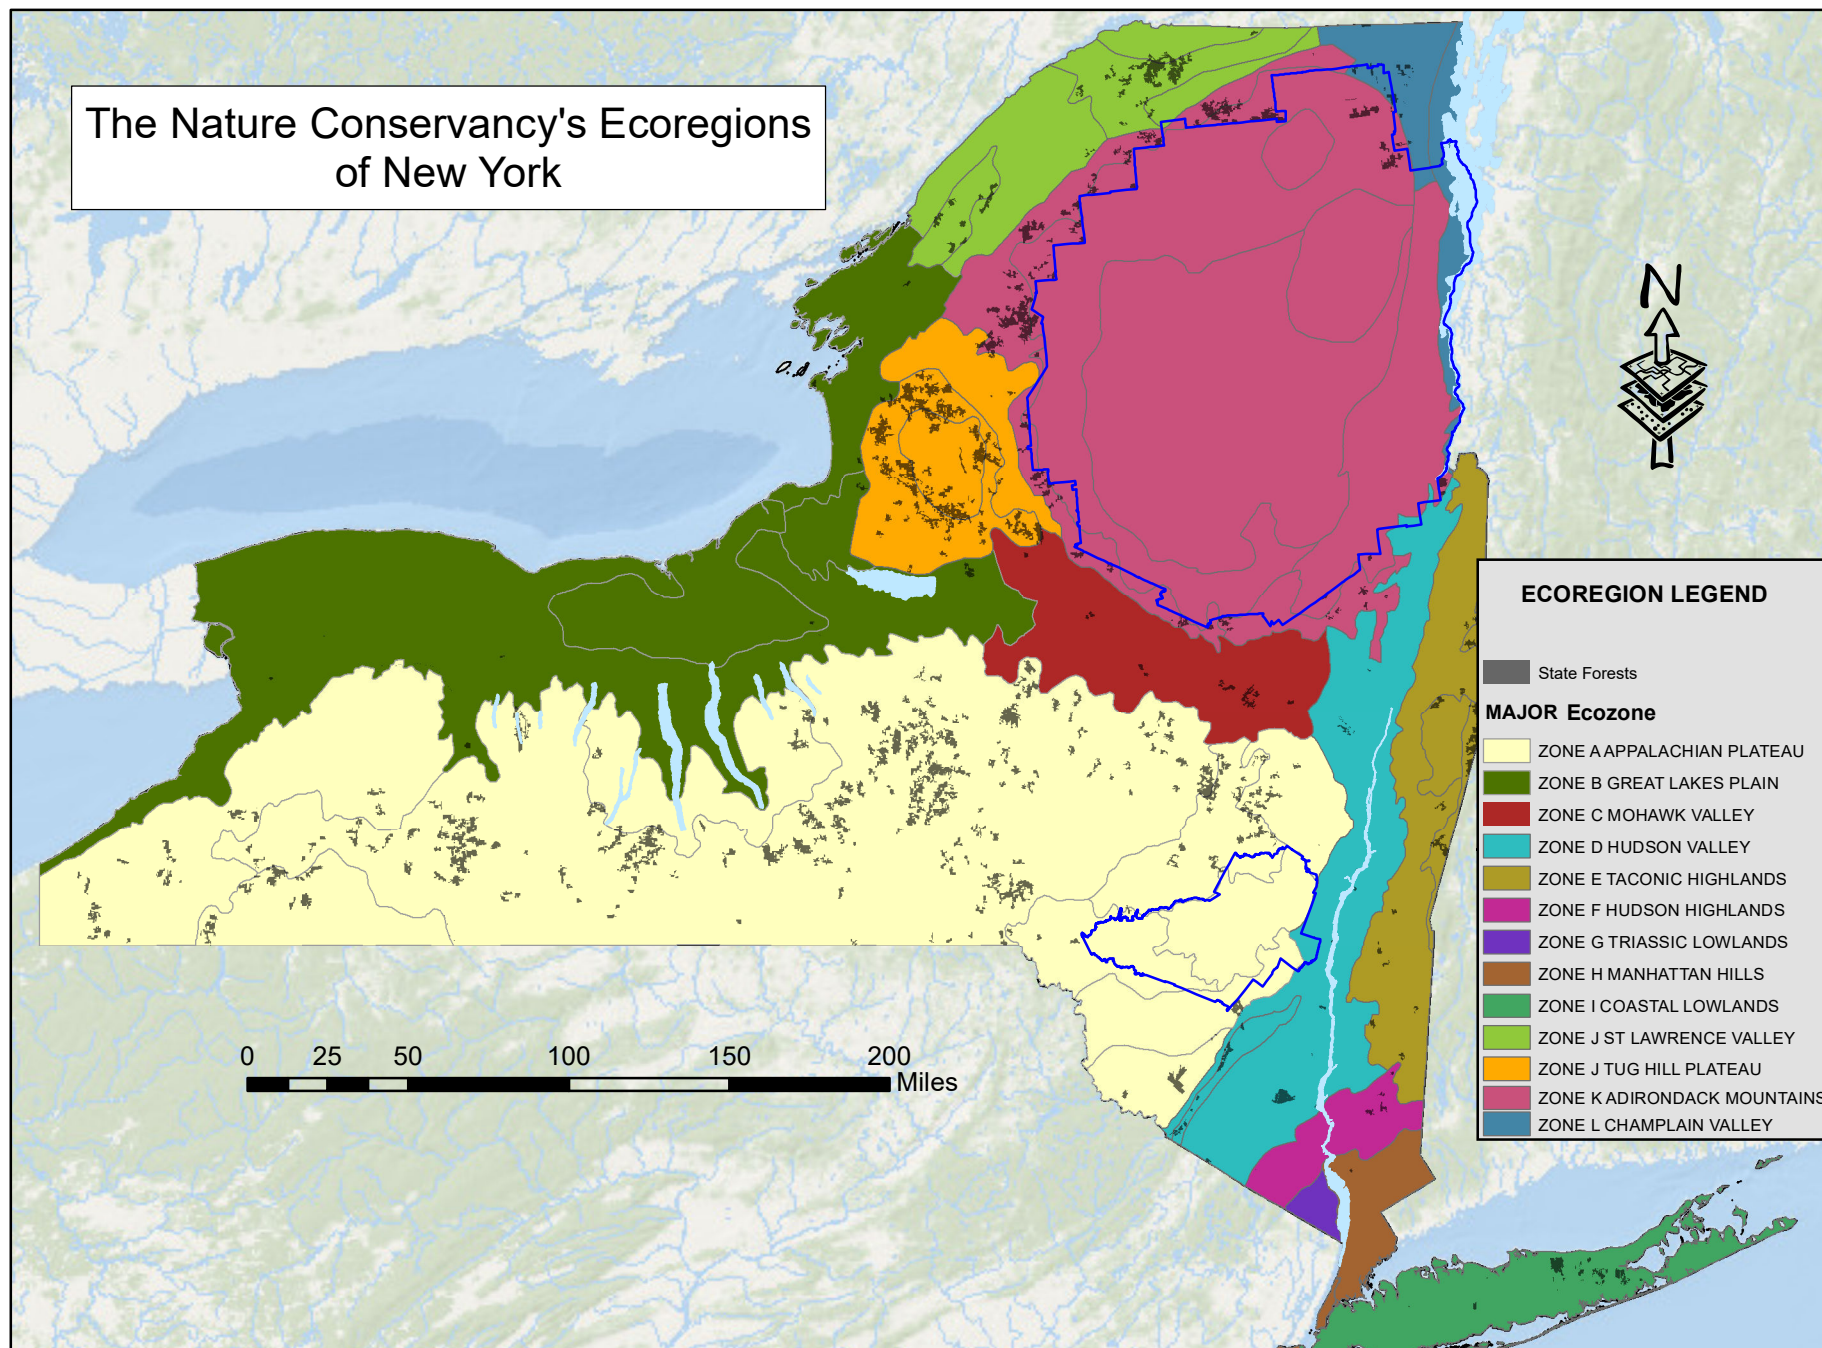 The Nature Conservancy's Ecoregions
of New York
N
ECOREGION LEGEND
State Forests
MAJOR Ecozone
ZONE A APPALACHIAN PLATEAU
ZONE B GREAT LAKES PLAIN
ZONE C MOHAWK VALLEY
ZONE D HUDSON VALLEY
ZONE E TACONIC HIGHLANDS
ZONE F HUDSON HIGHLANDS
ZONE G TRIASSIC LOWLANDS
ZONE H MANHATTAN HILLS
ZONE I COASTAL LOWLANDS
ZONE J ST LAWRENCE VALLEY
ZONE J TUG HILL PLATEAU
ZONE K ADIRONDACK MOUNTAINS
ZONE L CHAMPLAIN VALLEY
0 25 50 100 150 200
Miles